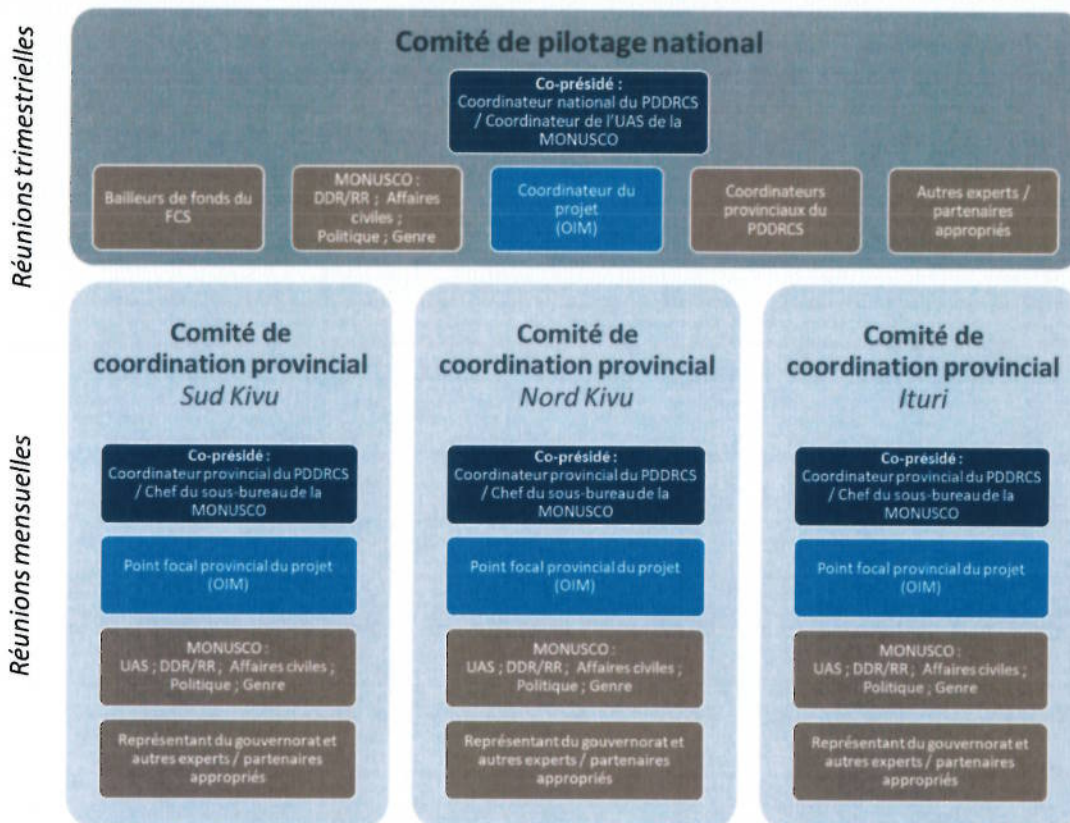 Réunions trimestrielles
Comité de pilotage national
Co-présidé :
Coordinateur national du PDDRCS
/ Coordinateur de l'UAS de la
MONUSCO
Bailleurs de fonds du
FCS
MONUSCO :
DDR/RR ; Affaires
civiles ;
Politique ; Genre
Coordinateur du
projet
(OIM)
Coordinateurs
provinciaux du
PDDRCS
Autres experts /
partenaires
appropriés
Réunions mensuelles
Comité de
coordination provincial
Sud Kivu
Co-présidé :
Coordinateur provincial du PDDRCS
/ Chef du sous-bureau de la
MONUSCO
Point focal provincial du projet
(OIM)
MONUSCO :
UAS ; DDR/RR ; Affaires civiles ;
Politique ; Genre
Représentant du gouvernorat et
autres experts / partenaires
appropriés
Comité de
coordination provincial
Nord Kivu
Co-présidé :
Coordinateur provincial du PDDRCS
/ Chef du sous-bureau de la
MONUSCO
Point focal provincial du projet
(OIM)
MONUSCO :
UAS ; DDR/RR ; Affaires civiles ;
Politique ; Genre
Représentant du gouvernorat et
autres experts / partenaires
appropriés
Comité de
coordination provincial
Ituri
Co-présidé :
Coordinateur provincial du PDDRCS
/ Chef du sous-bureau de la
MONUSCO
Point focal provincial du projet
(OIM)
MONUSCO :
UAS ; DDR/RR ; Affaires civiles ;
Politique ; Genre
Représentant du gouvernorat et
autres experts / partenaires
appropriés